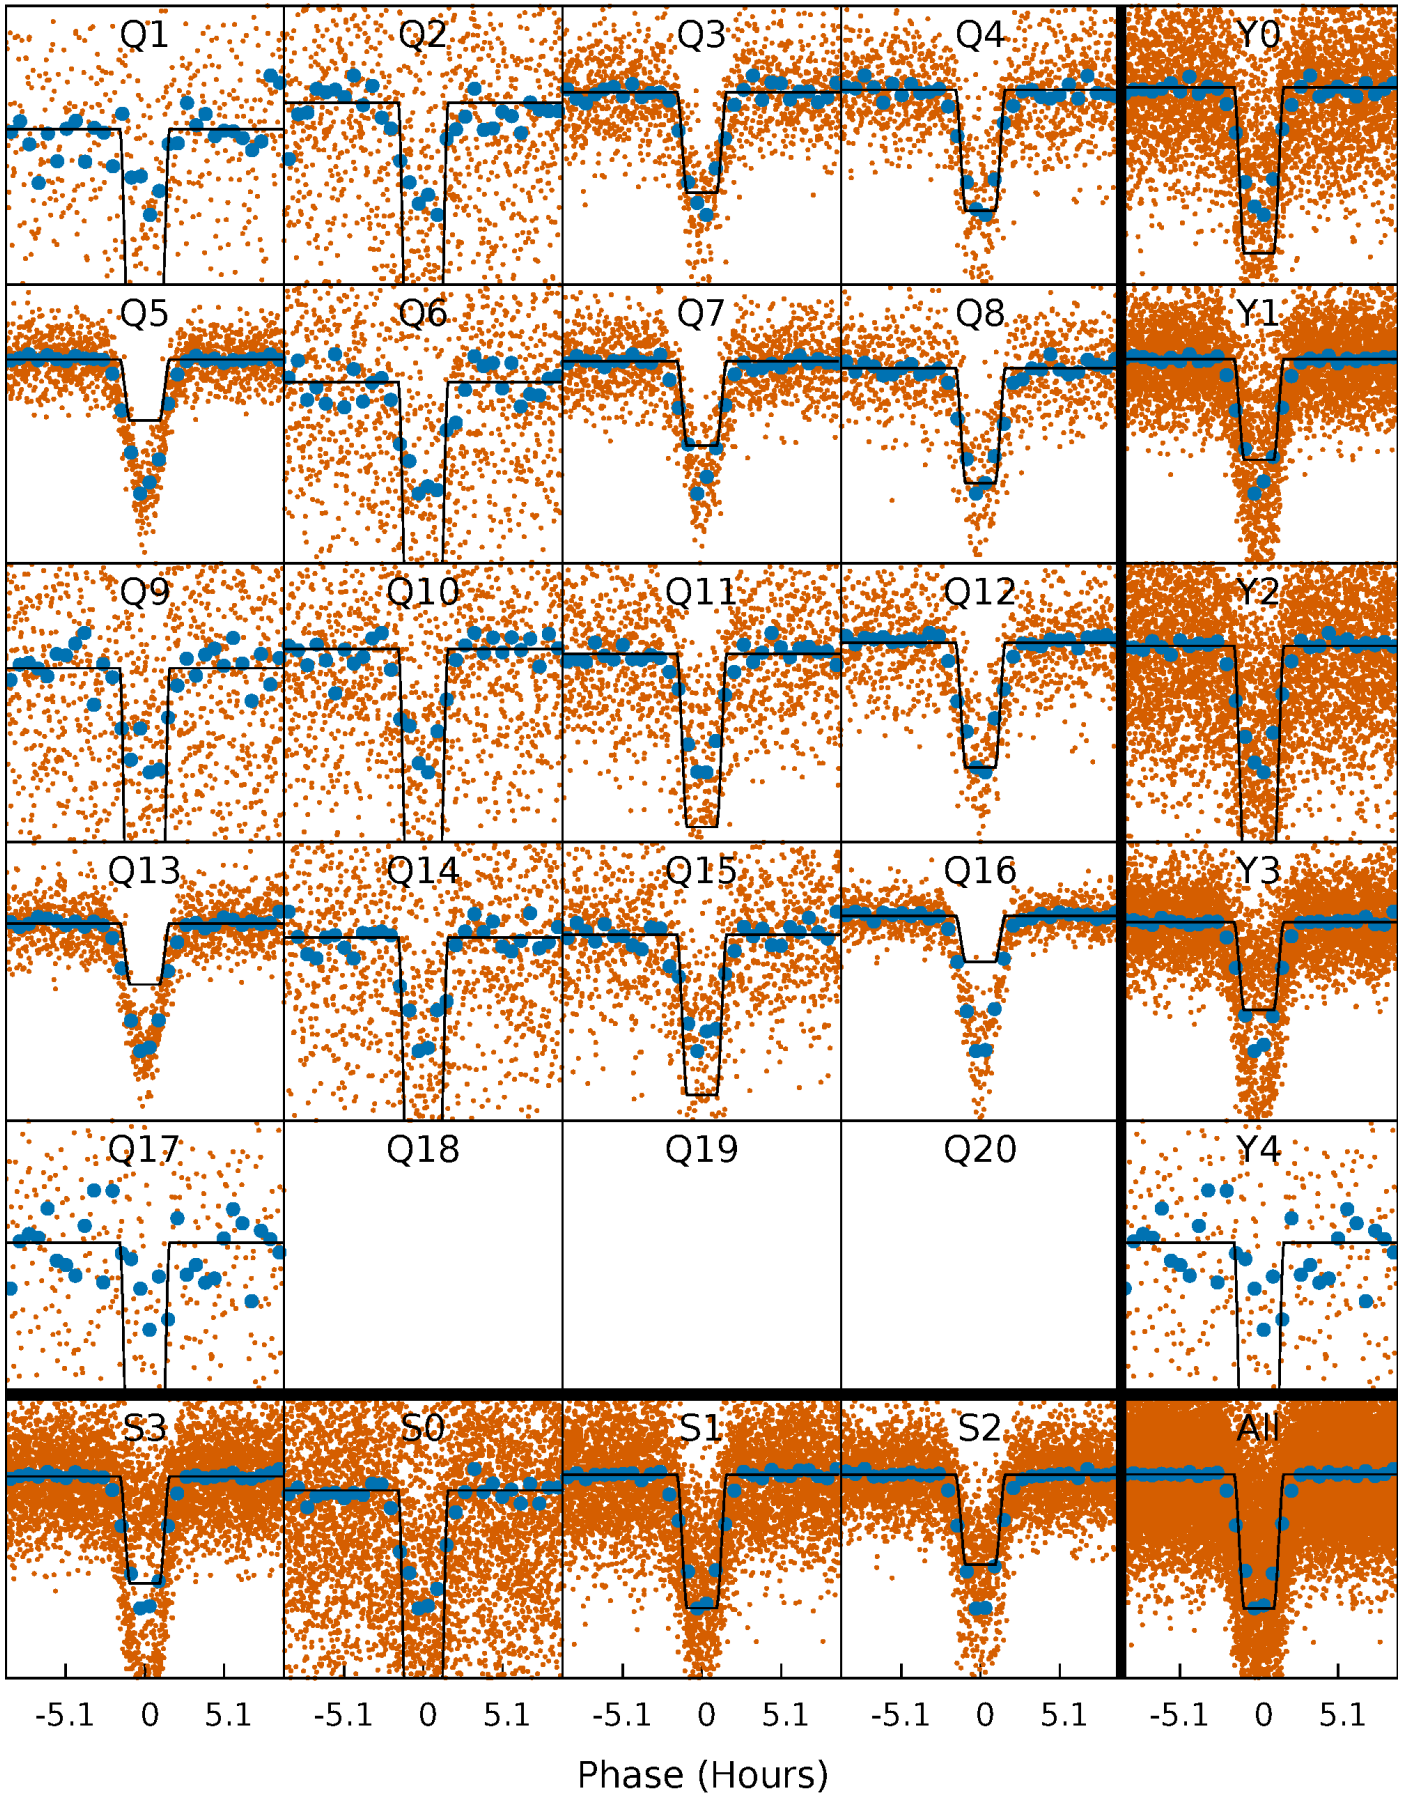 Q1 Q2 Q3 Q4 Y0
Q5 Q6 Q7 Q8 Y1
Q9 Q10 Q11 Q12 Y2
Q13 Q14 Q15 Q16 Y3
Q17 Q18 Q19 Q20 Y4
S3 S0 S1 S2 All
-5.1 0 5.1 -5.1 0 5.1 -5.1 0 5.1 -5.1 0 5.1 -5.1 0 5.1
Phase (Hours)